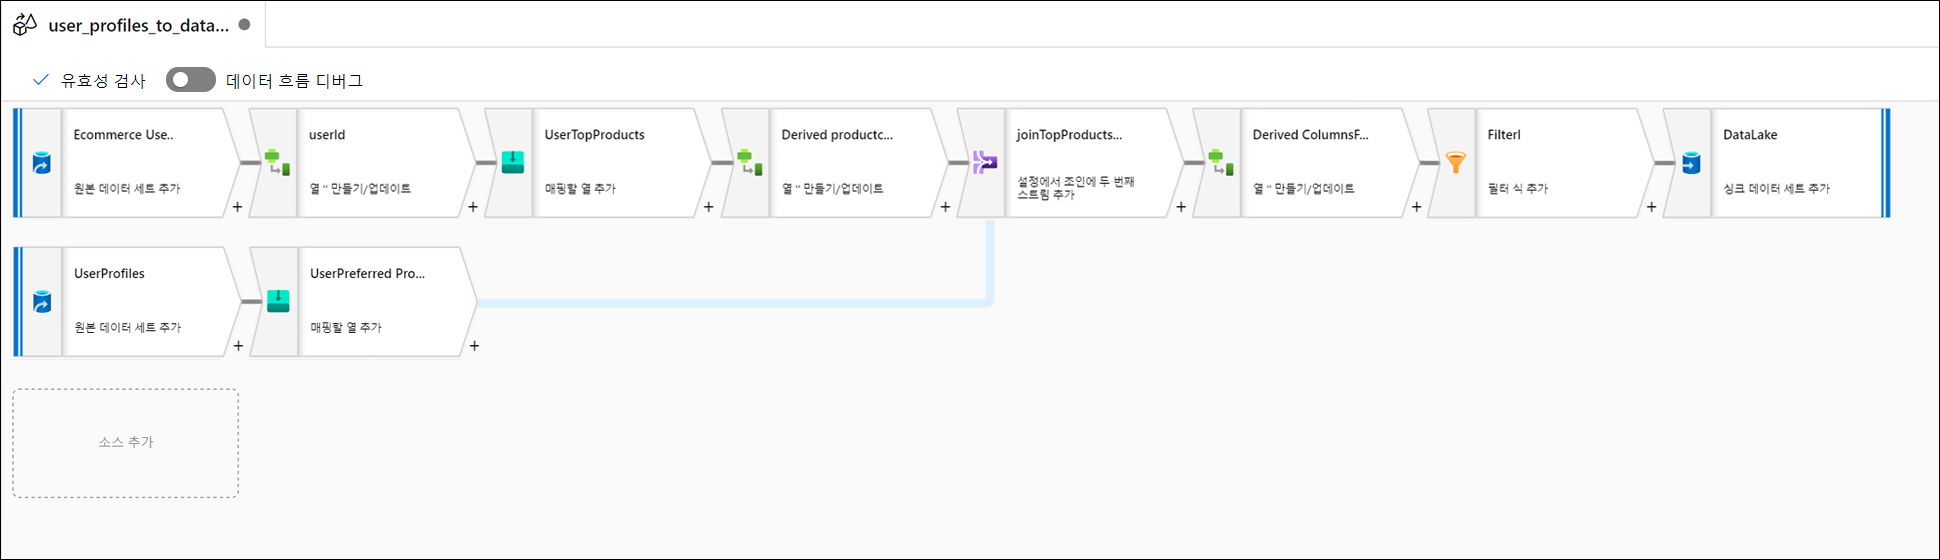 user_profiles_to_data...
유효성 검사
데이터 흐름 디버그
Ecommerce Use..
원본 데이터 세트 추가
+
userId
열 '' 만들기/업데이트
+
UserTopProducts
매핑할 열 추가
+
Derived productc...
열 '' 만들기/업데이트
+
joinTopProducts...
설정에서 조인에 두 번째
스트림 추가
+
Derived ColumnsF...
열 '' 만들기/업데이트
+
Filterl
필터 식 추가
+
DataLake
싱크 데이터 세트 추가
UserProfiles
원본 데이터 세트 추가
+
UserPreferred Pro...
매핑할 열 추가
+
소스 추가